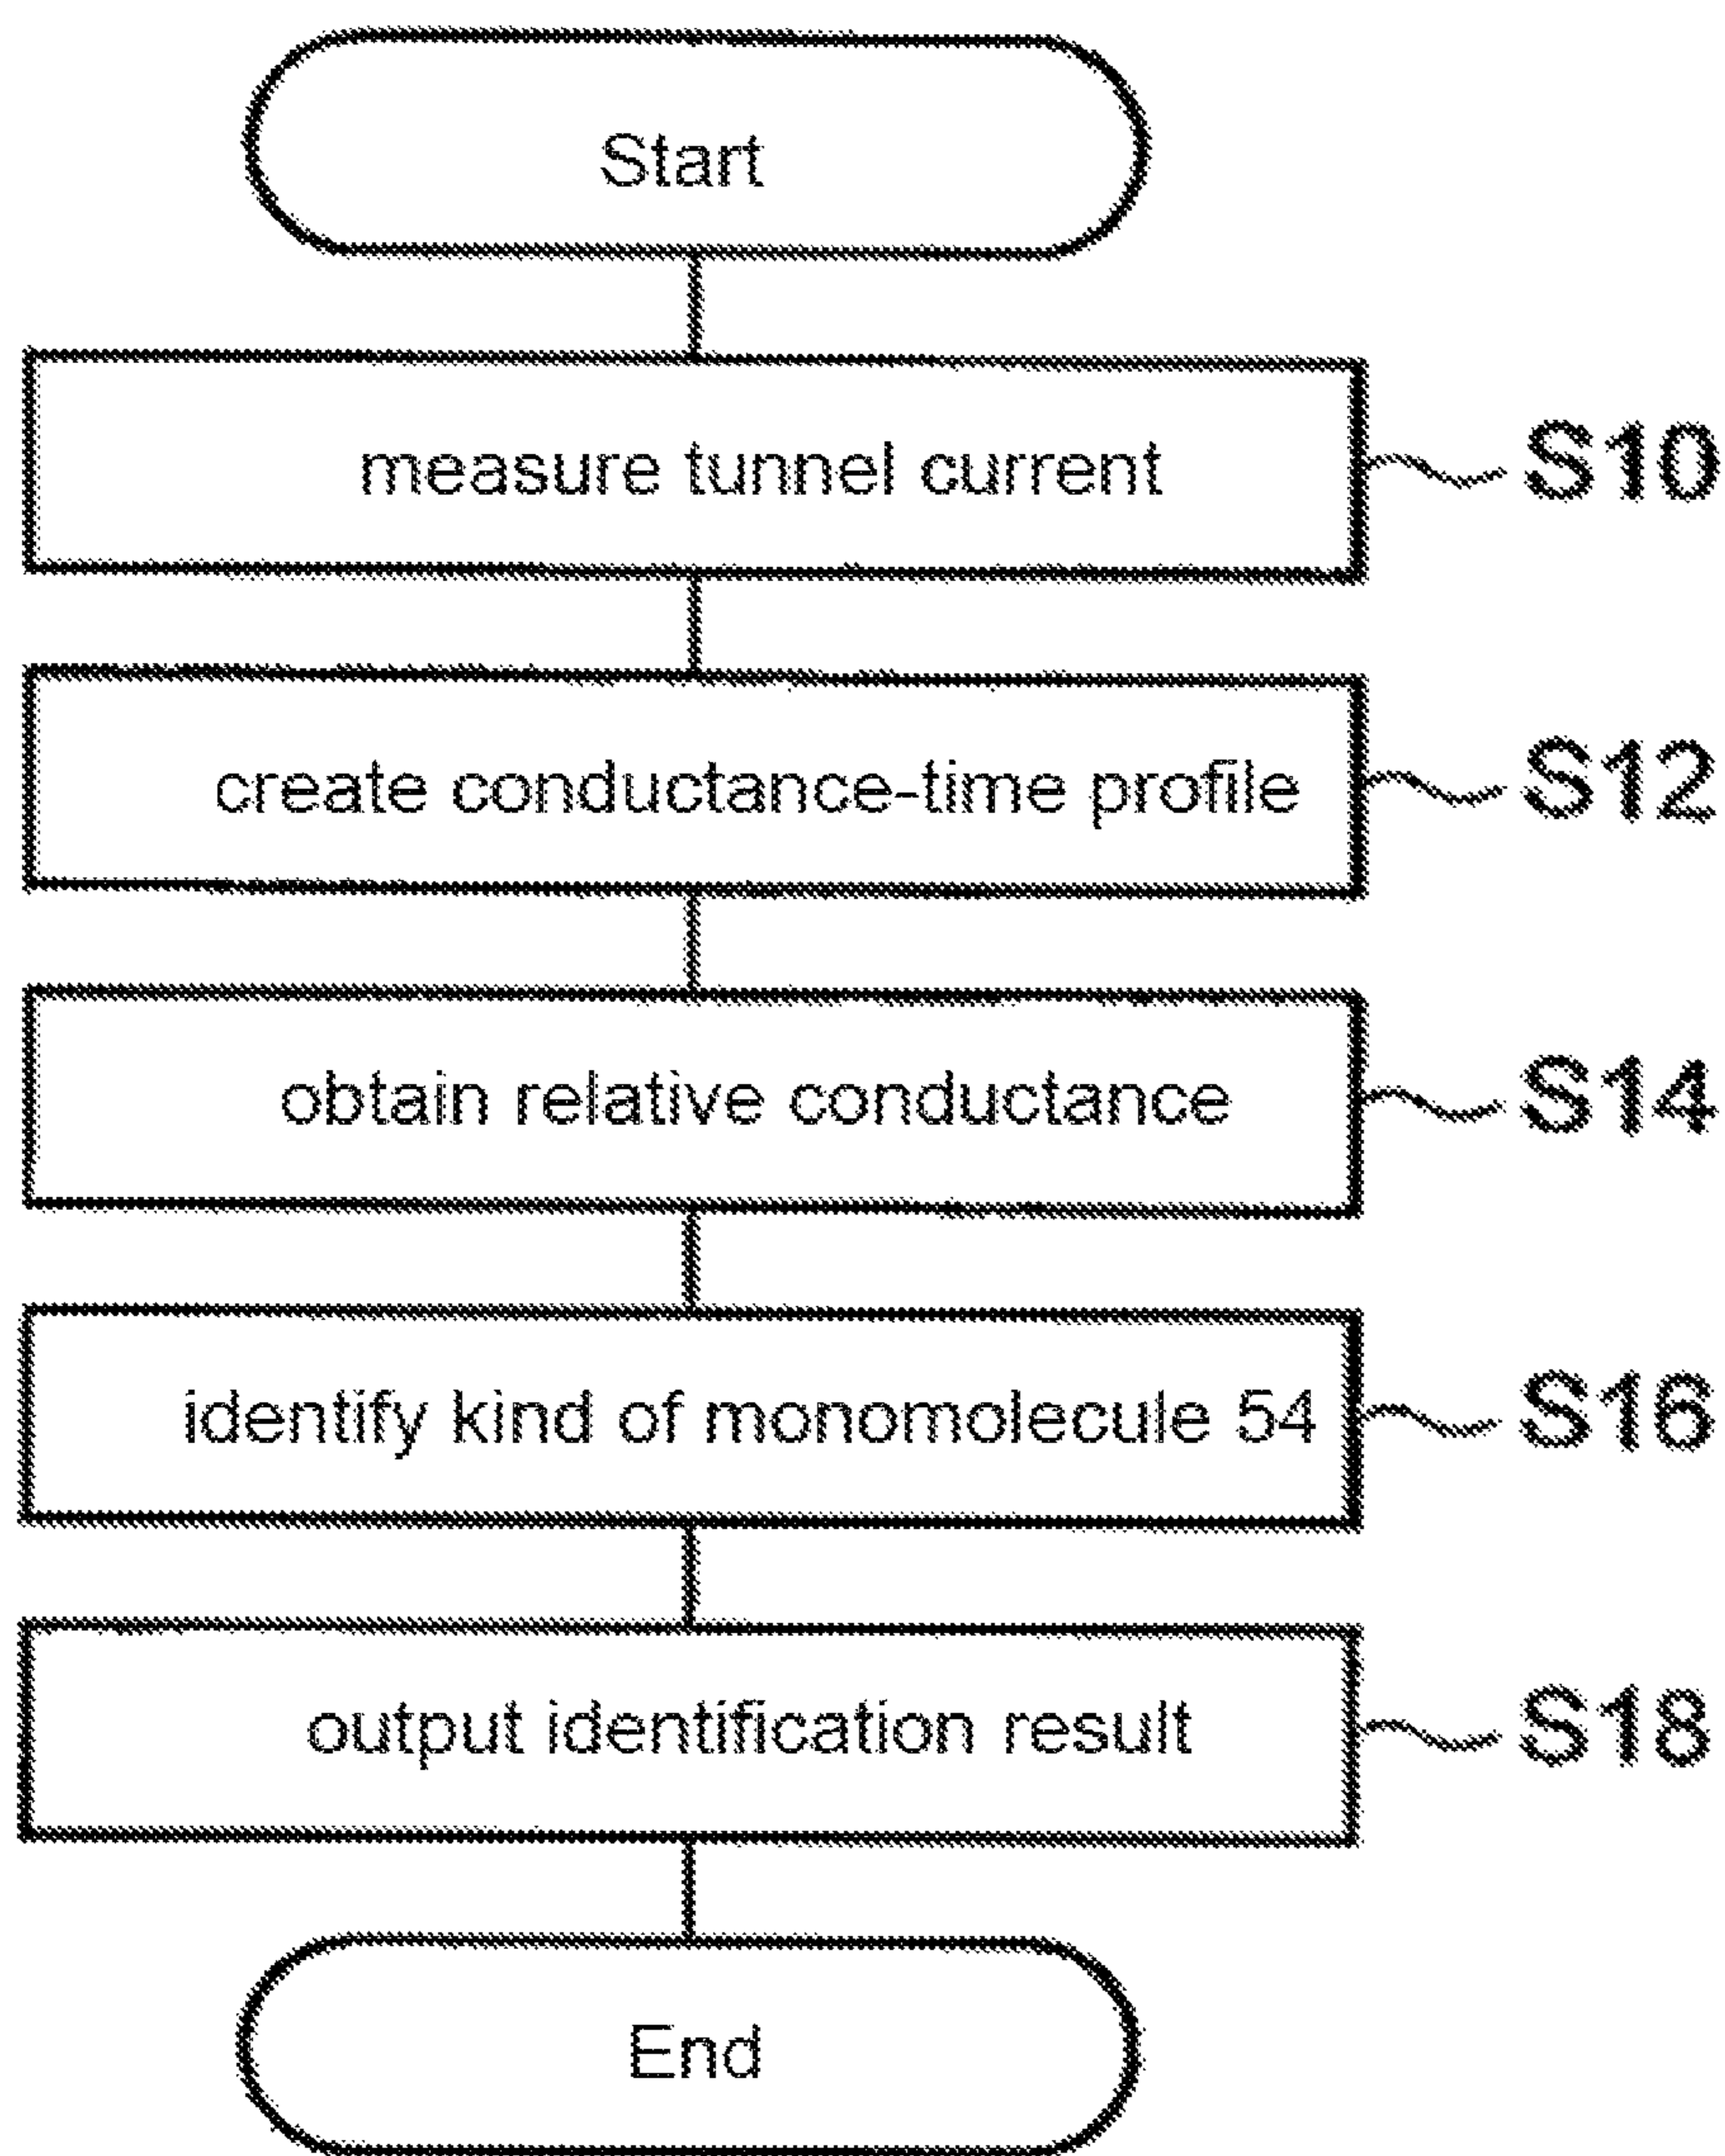 Start
measure tunnel current S10
create conductance-time profile S12
obtain relative conductance S14
identify kind of monomolecule 54 S16
output identification result S18
End